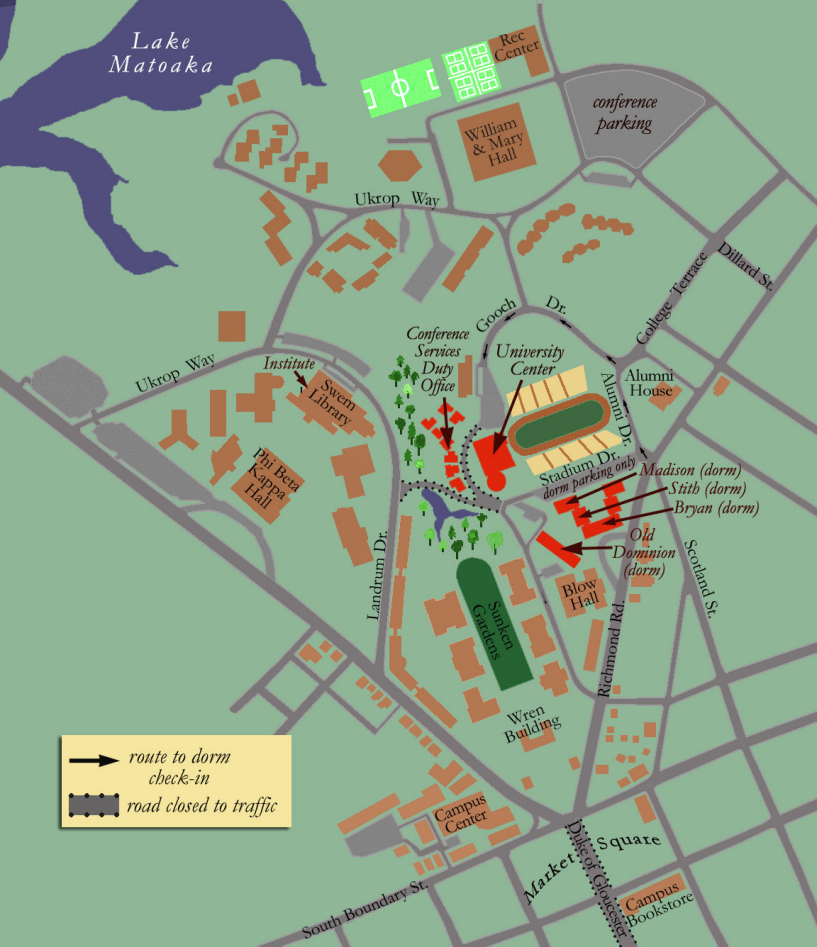 Lake
Matoaka
Rec
Center
conference
parking
William
& Mary
Hall
Ukrop Way
Dillard St.
College Terrace
Gooch Dr.
Conference
Services
Duty
Office
University
Center
Ukrop Way
Institute
Swem
Library
Alumni
House
Alumni Dr.
Phi Beta
Kappa
Hall
Stadium Dr.
dorm parking only
Madison (dorm)
Stith (dorm)
Bryan (dorm)
Old
Dominion
(dorm)
Landrum Dr.
Blow
Hall
Scotland St.
Sunken
Gardens
Richmond Rd.
Wren
Building
route to dorm
check-in
road closed to traffic
Campus
Center
Market Square
Duke of Gloucester
Campus
Bookstore
South Boundary St.